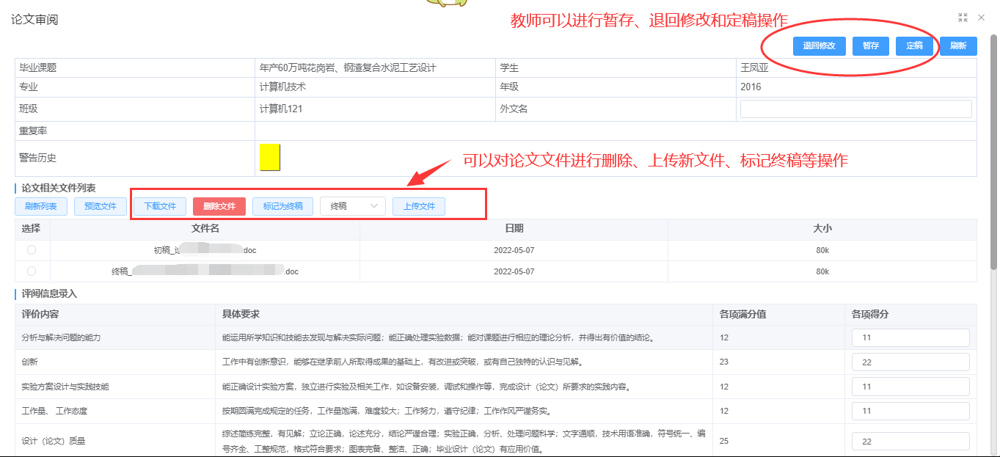 论文审阅
教师可以进行暂存、退回修改和定稿操作
退回修改 暂存 定稿 刷新
毕业课题 年产60万吨花岗岩、钢渣复合水泥工艺设计 学生 王凤亚
专业 计算机技术 年级 2016
班级 计算机121 外文名
重复率
警告历史
可以对论文文件进行删除、上传新文件、标记终稿等操作
论文相关文件列表
刷新列表 预览文件 下载文件 删除文件 标记为终稿 终稿 上传文件
选择 文件名 日期 大小
初稿_ doc 2022-05-07 80k
终稿_ .doc 2022-05-07 80k
评阅信息录入
评价内容 具体要求 各项满分值 各项得分
分析与解决问题的能力 能运用所学知识和技能去发现与解决实际问题；能正确处理实验数据；能对课题进行相应的理论分析，并得出有价值的结论。 12 11
创新 工作中有创新意识，能够在继承前人所取得成果的基础上，有改进或突破，或有自己独特的认识与见解。 23 22
实验方案设计与实践技能 能正确设计实验方案，独立进行实验及相关工作，如设备安装，调试和操作等，完成设计（论文）所要求的实践内容。 12 11
工作量、 工作态度 按期圆满完成规定的任务，工作量饱满，难度较大；工作努力，遵守纪律；工作作风严谨务实。 12 11
设计（论文）质量 综述简练完整，有见解；立论正确，论述充分，结论严谨合理；实验正确，分析、处理问题科学；文字通顺，技术用语准确，符号统一、编
号齐全、工整规范，格式符合要求；图表完备、整洁、正确；毕业设计（论文）有应用价值。 25 22